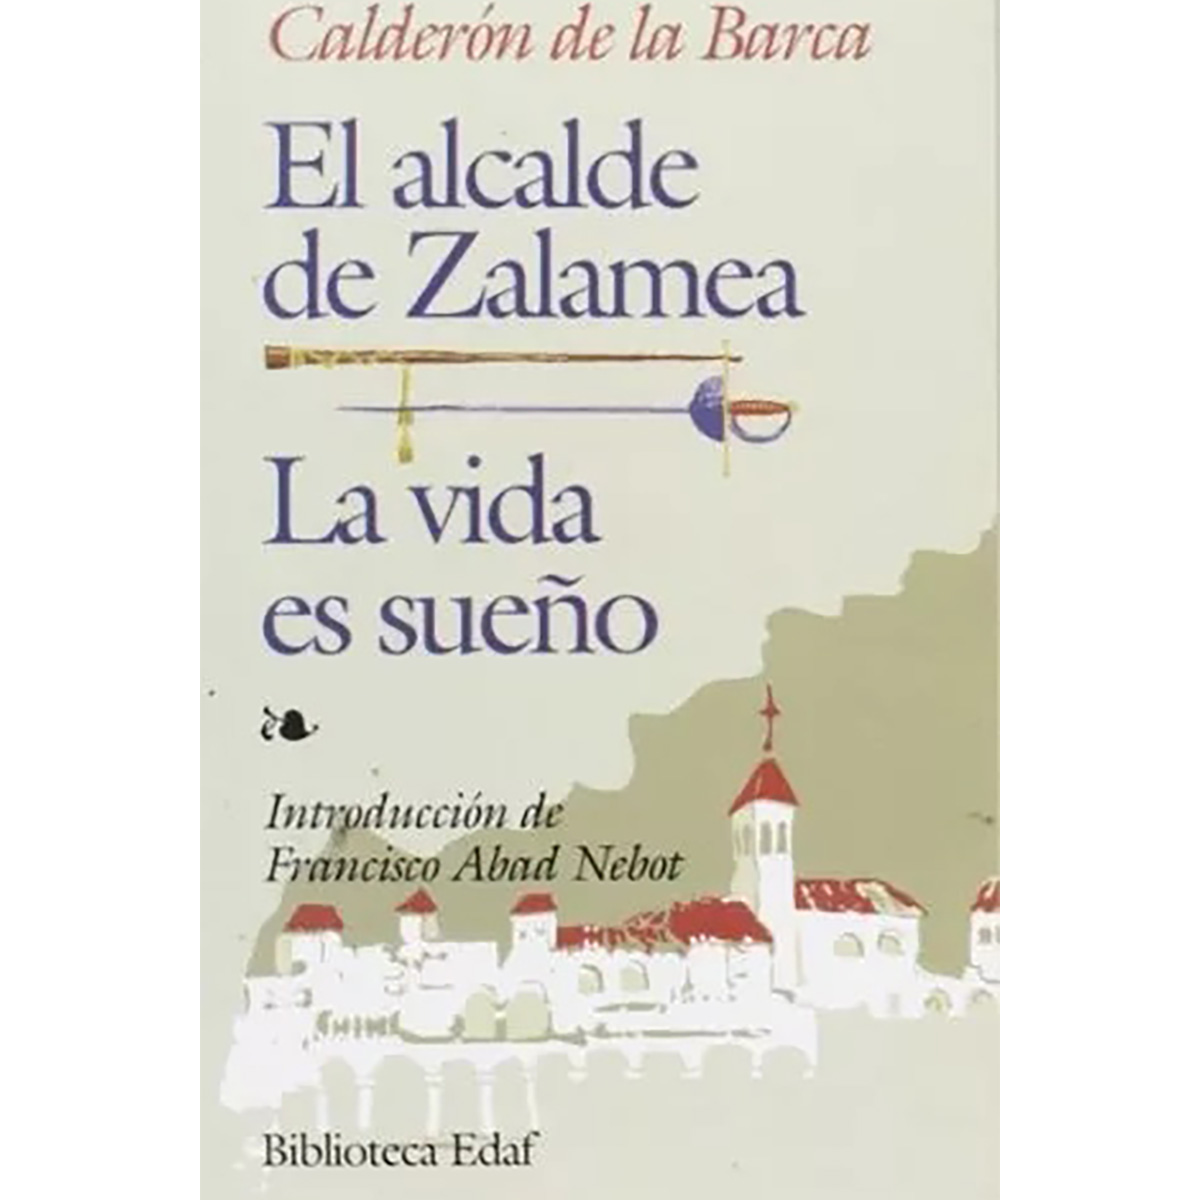 Calderón de la Barca
El alcalde
de Zalamea
La vida
es sueño
Introducción de
Francisco Abad Nebot
Biblioteca Edaf